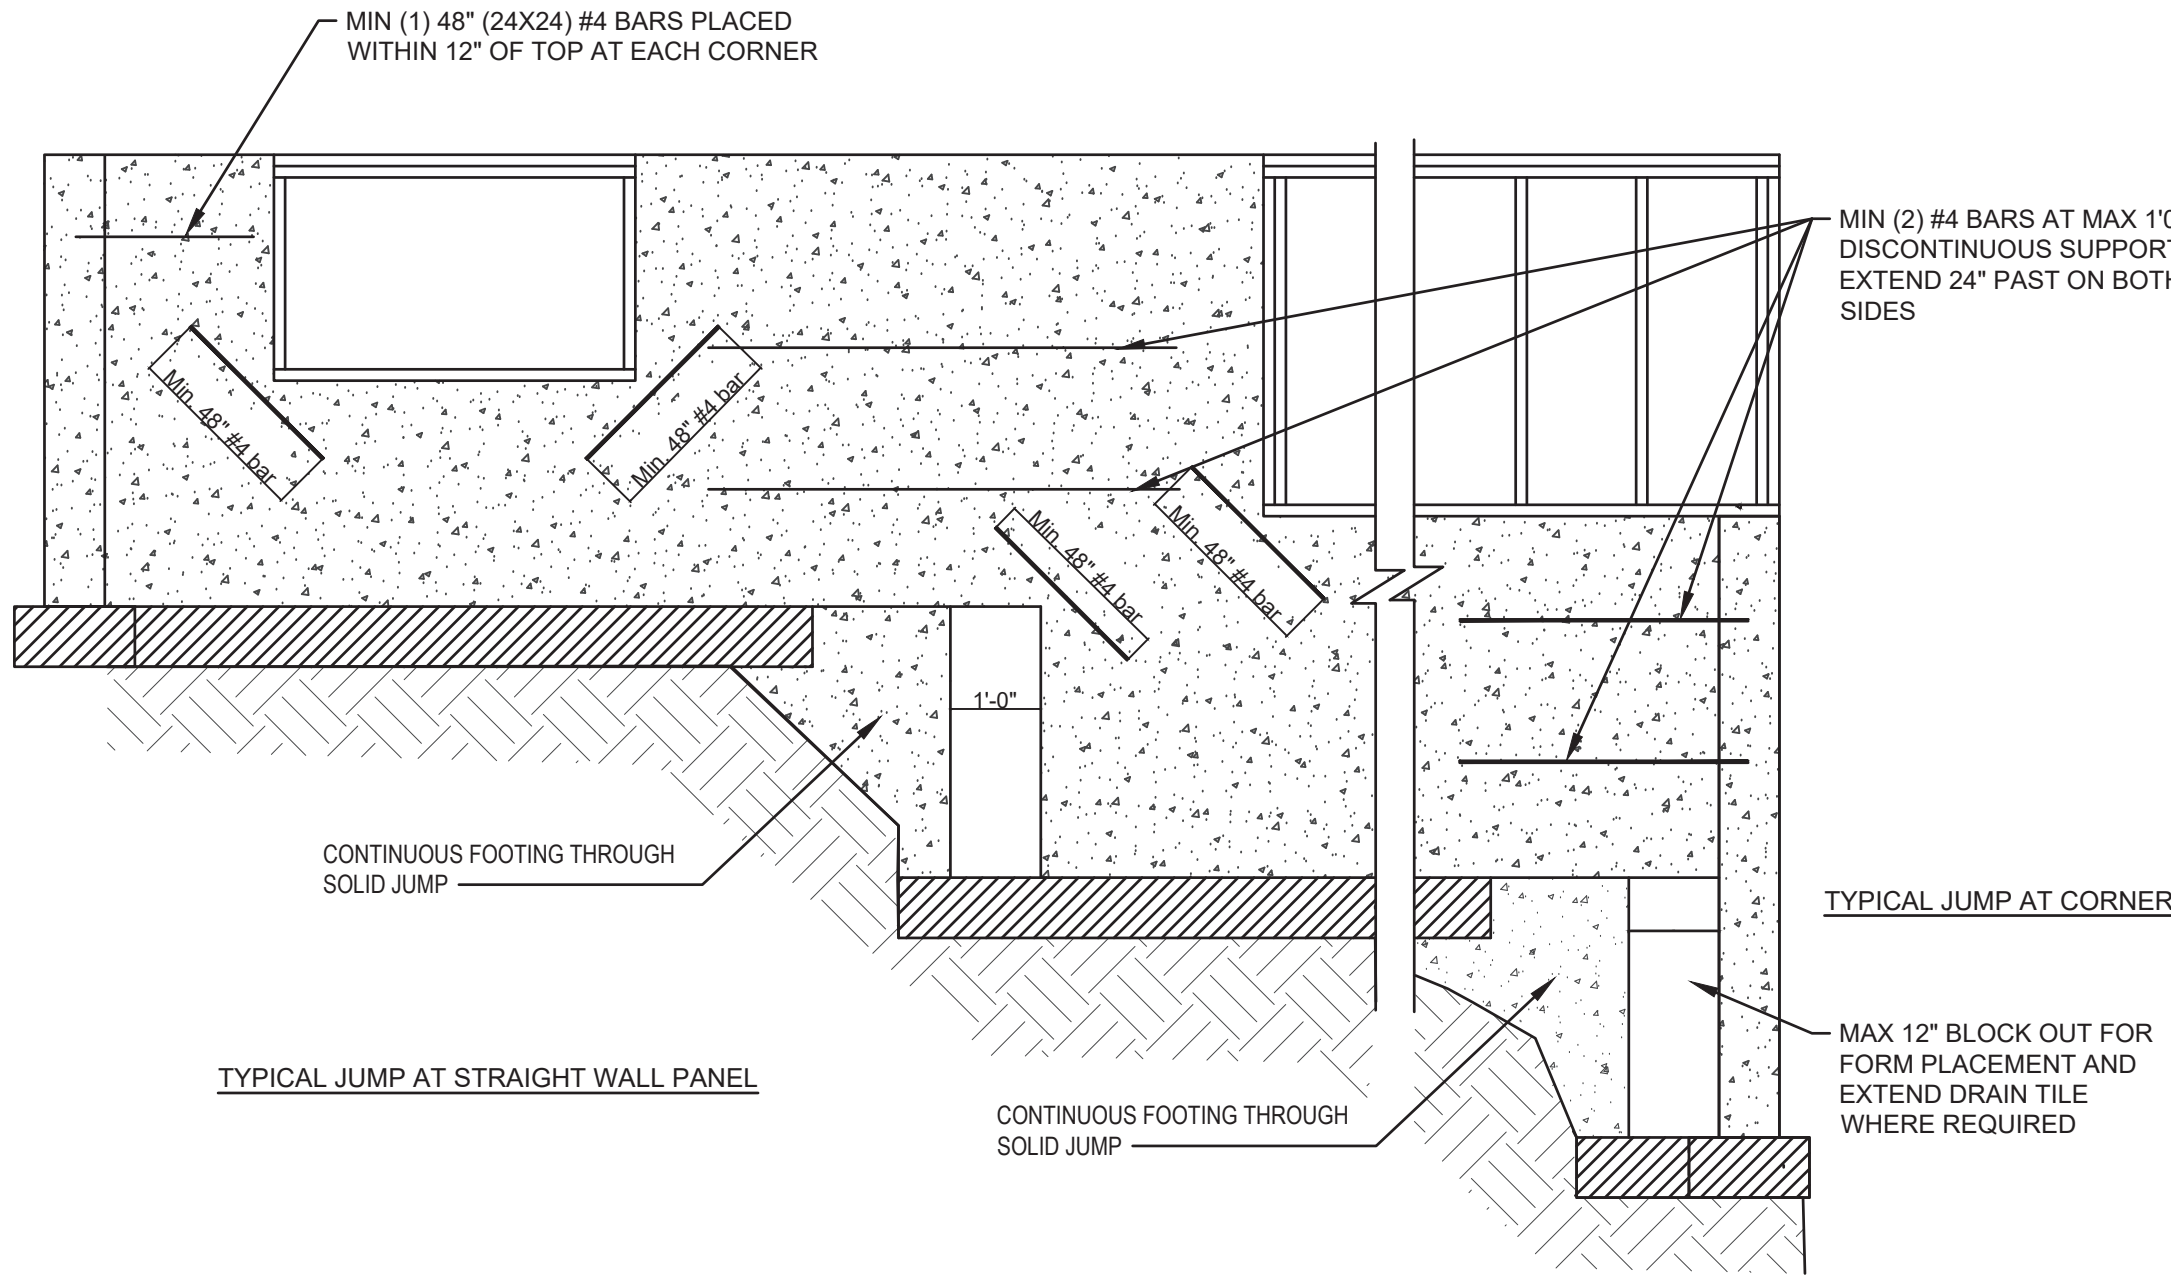 MIN (1) 48" (24X24) #4 BARS PLACED
WITHIN 12" OF TOP AT EACH CORNER
MIN (2) #4 BARS AT MAX 1'0
DISCONTINUOUS SUPPORT
EXTEND 24" PAST ON BOTH
SIDES
Min. 48" #4 bar
Min. 48" #4 bar
Min. 48" #4 bar
Min. 48" #4 bar
1'-0"
CONTINUOUS FOOTING THROUGH
SOLID JUMP
TYPICAL JUMP AT CORNER
TYPICAL JUMP AT STRAIGHT WALL PANEL
MAX 12" BLOCK OUT FOR
FORM PLACEMENT AND
EXTEND DRAIN TILE
WHERE REQUIRED
CONTINUOUS FOOTING THROUGH
SOLID JUMP